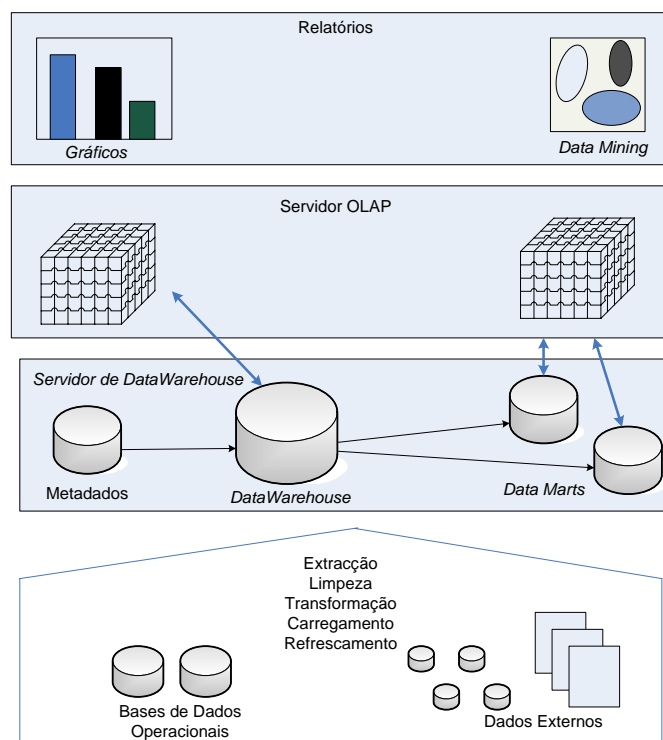 Relatórios
Gráficos
Data Mining
Servidor OLAP
Servidor de DataWarehouse
Metadados
DataWarehouse
Data Marts
Extracção
Limpeza
Transformação
Carregamento
Refrescamento
Bases de Dados
Operacionais
Dados Externos